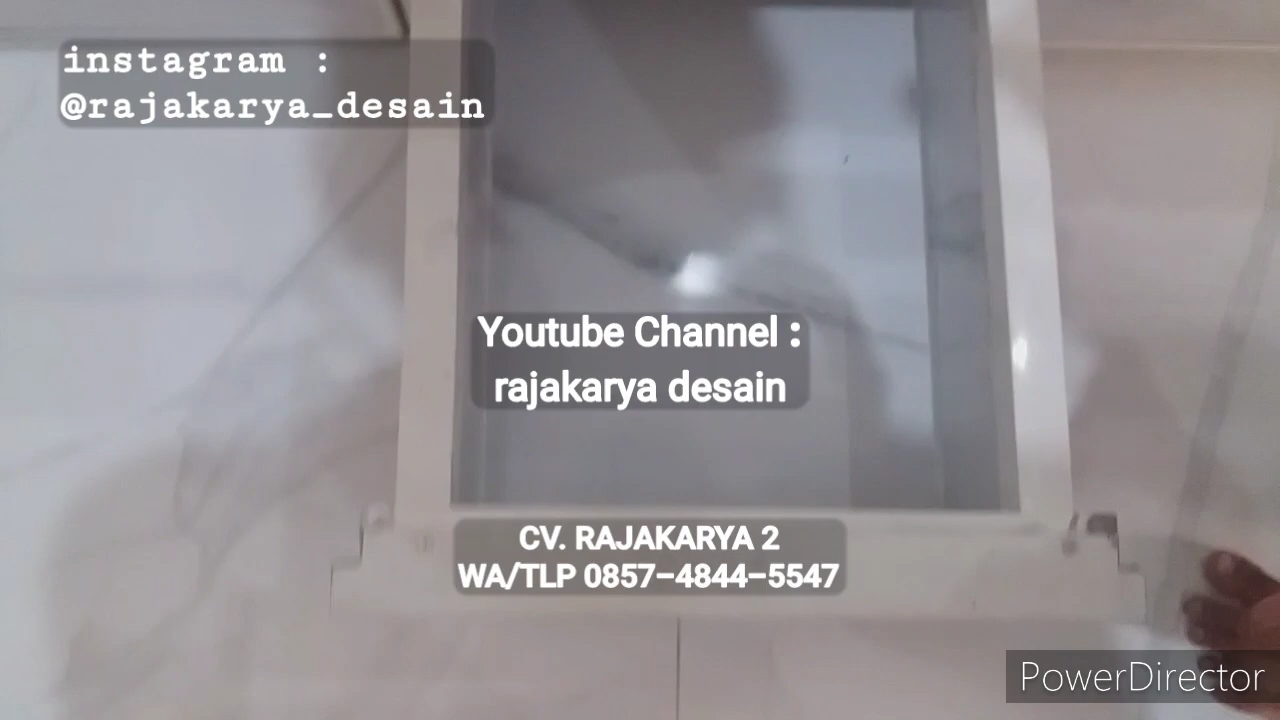 instagram :
@rajakarya_desain
Youtube Channel :
rajakarya desain
CV. RAJAKARYA 2
WA/TLP 0857-4844-5547
PowerDirector